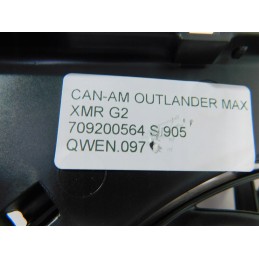 CAN-AM OUTLANDER MAX
XMR G2
709200564 S.905
QWEN.097